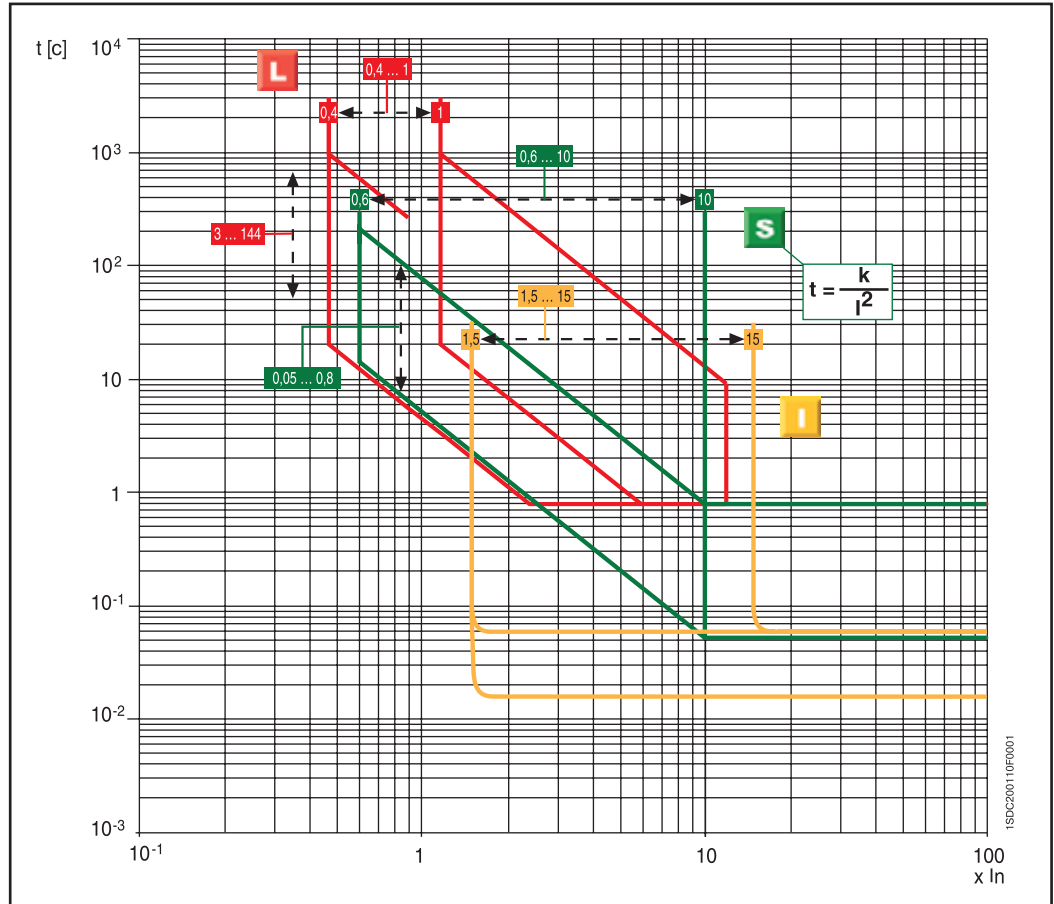 t [c]
10⁴
L
0,4 ... 1
0,4
1
10³
0,6 ... 10
0,6
10
S
3 ... 144
t = k / I²
10²
1,5 ... 15
1,5
15
10
0,05 ... 0,8
I
1
10⁻¹
10⁻²
10⁻³
10⁻¹
1
10
100
x In
1SDC200110F0001